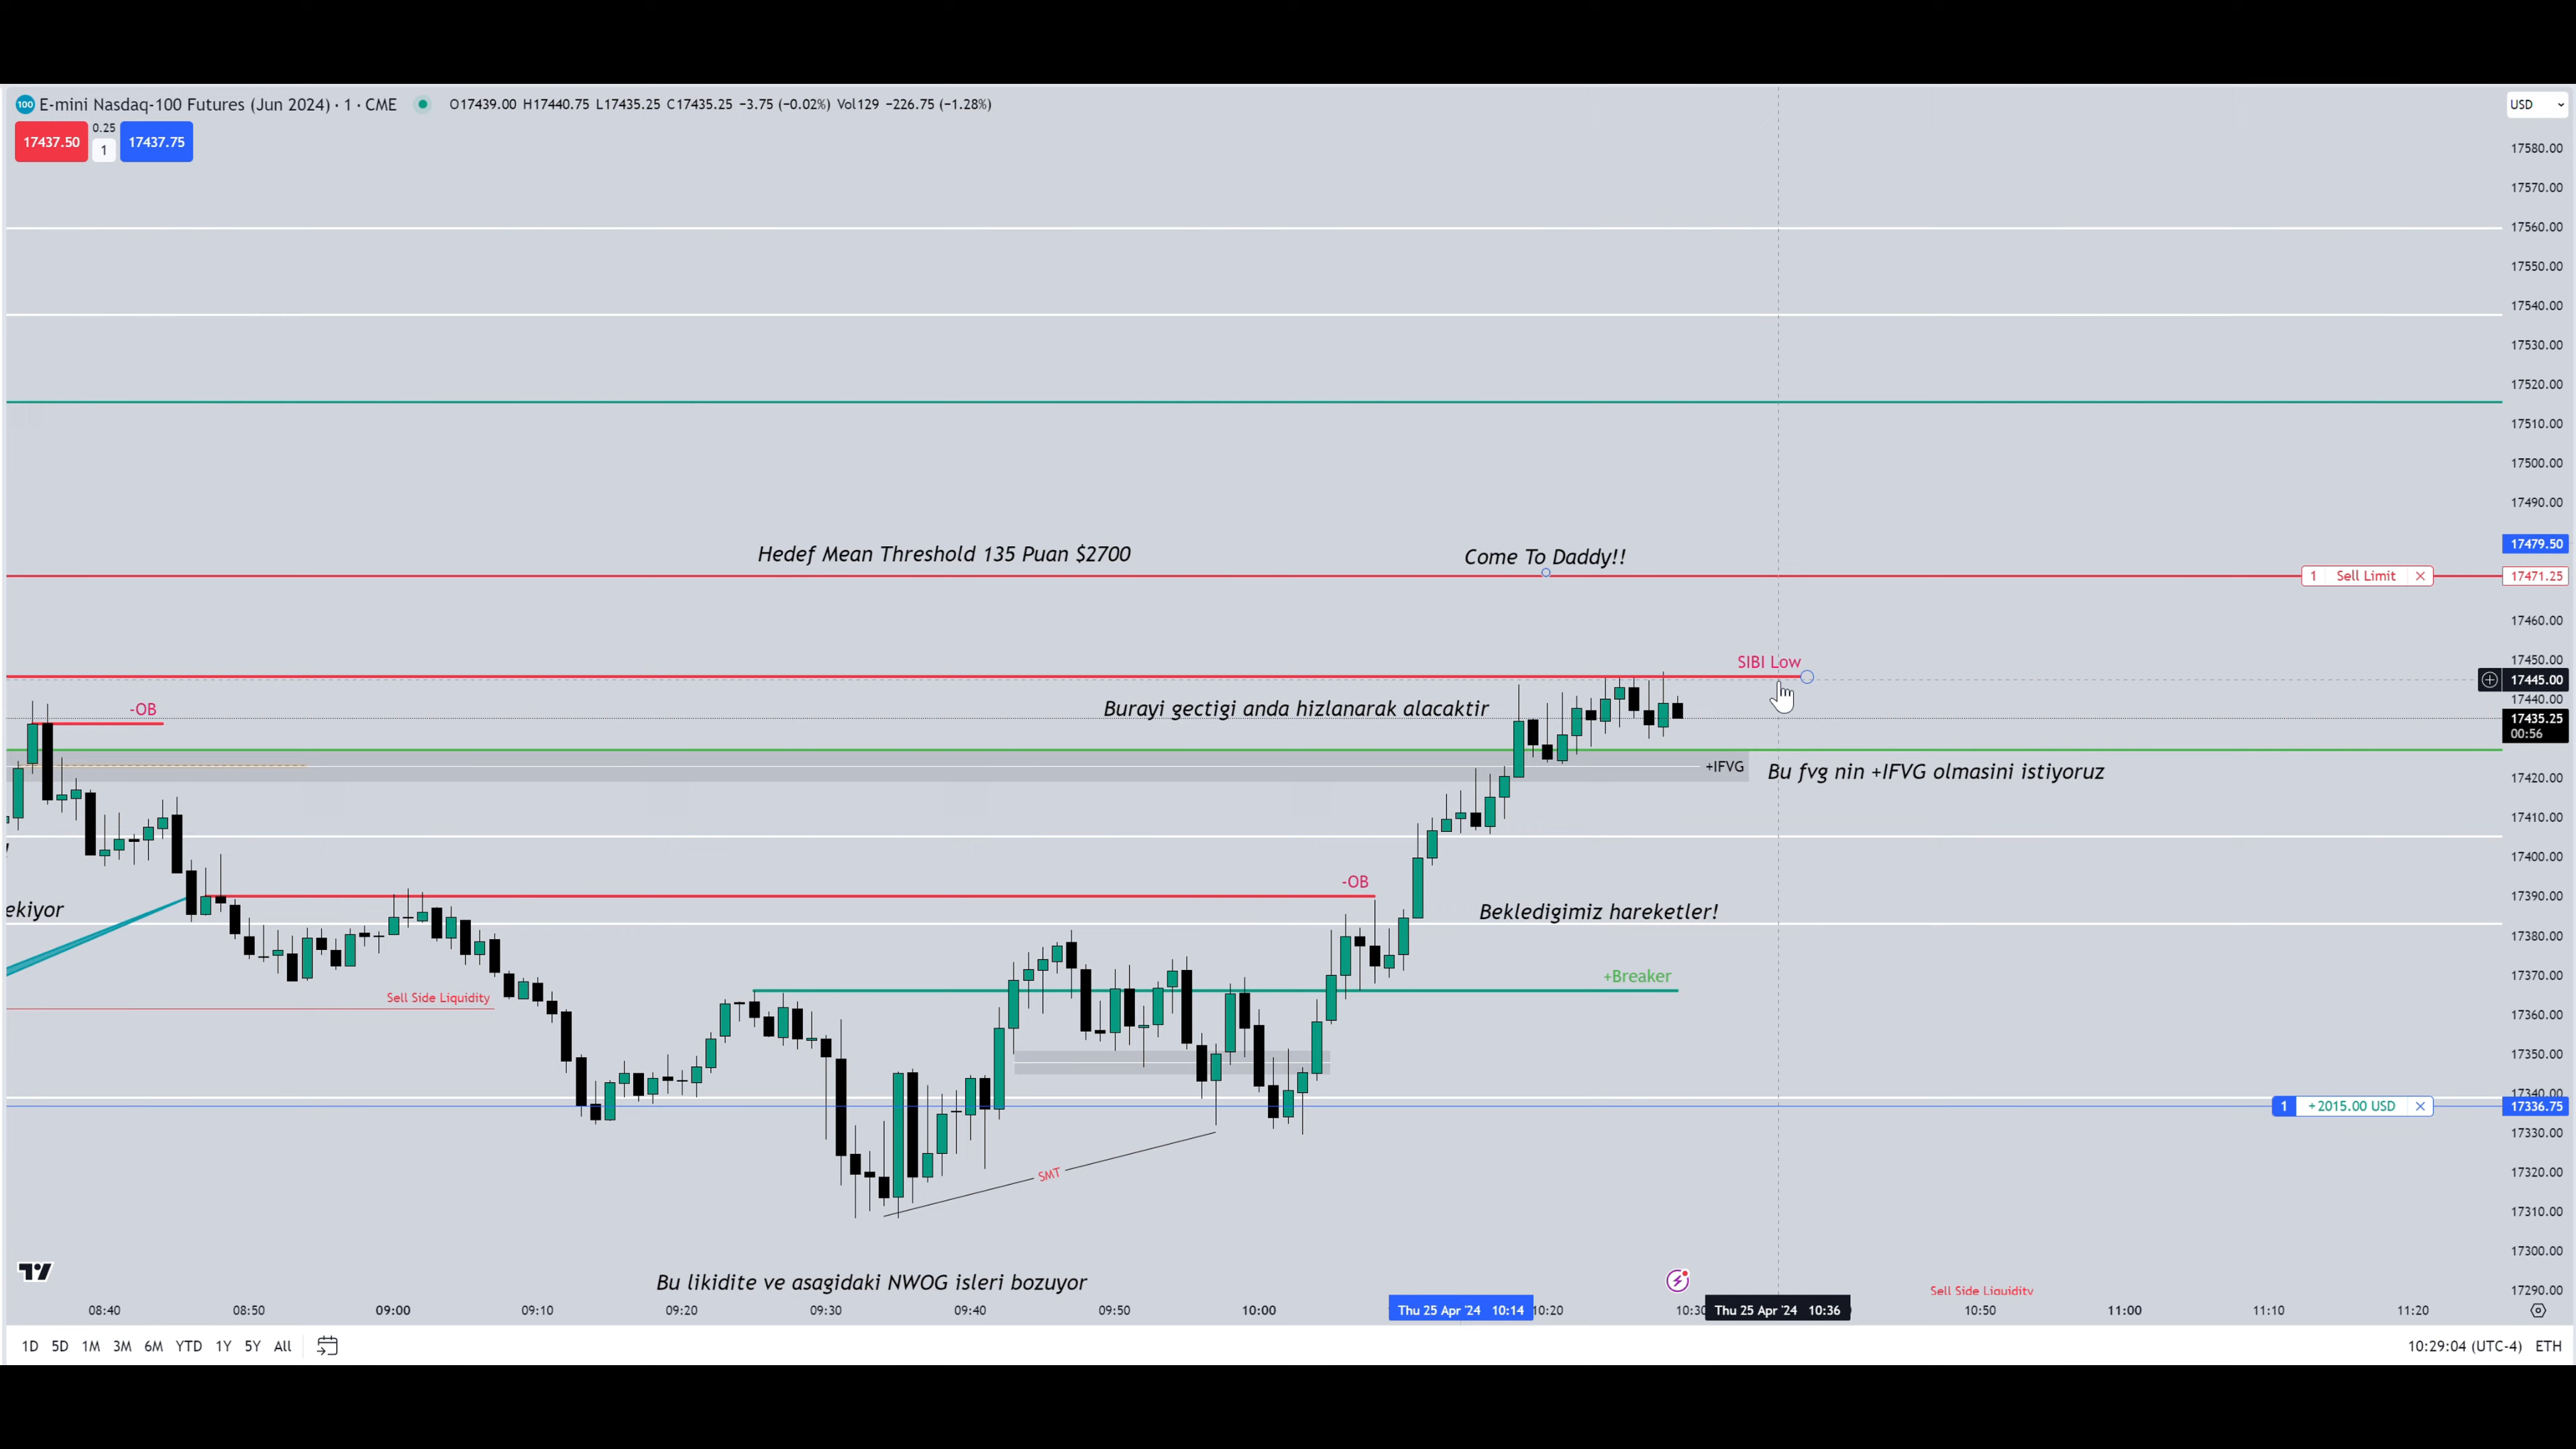 100 E-mini Nasdaq-100 Futures (Jun 2024) · 1 · CME O17439.00 H17440.75 L17435.25 C17435.25 −3.75 (−0.02%) Vol129 −226.75 (−1.28%)
USD
17437.50 0.25 1 17437.75
17580.00
17570.00
17560.00
17550.00
17540.00
17530.00
17520.00
17510.00
17500.00
17490.00
17479.50
Hedef Mean Threshold 135 Puan $2700
Come To Daddy!!
1 Sell Limit × 17471.25
17460.00
SIBI Low
17450.00
17445.00
17440.00
-OB
Burayi gectigi anda hizlanarak alacaktir
17435.25
00:56
+IFVG
Bu fvg nin +IFVG olmasini istiyoruz
17420.00
17410.00
17400.00
-OB
17390.00
ekiyor
Bekledigimiz hareketler!
17380.00
+Breaker
17370.00
Sell Side Liquidity
17360.00
17350.00
17340.00
1 +2015.00 USD × 17336.75
17330.00
SMT
17320.00
17310.00
17300.00
Bu likidite ve asagidaki NWOG isleri bozuyor
Sell Side Liquidity
17290.00
08:40 08:50 09:00 09:10 09:20 09:30 09:40 09:50 10:00 Thu 25 Apr '24 10:14 10:20 10:30 Thu 25 Apr '24 10:36 10:50 11:00 11:10 11:20
1D 5D 1M 3M 6M YTD 1Y 5Y All
10:29:04 (UTC-4) ETH